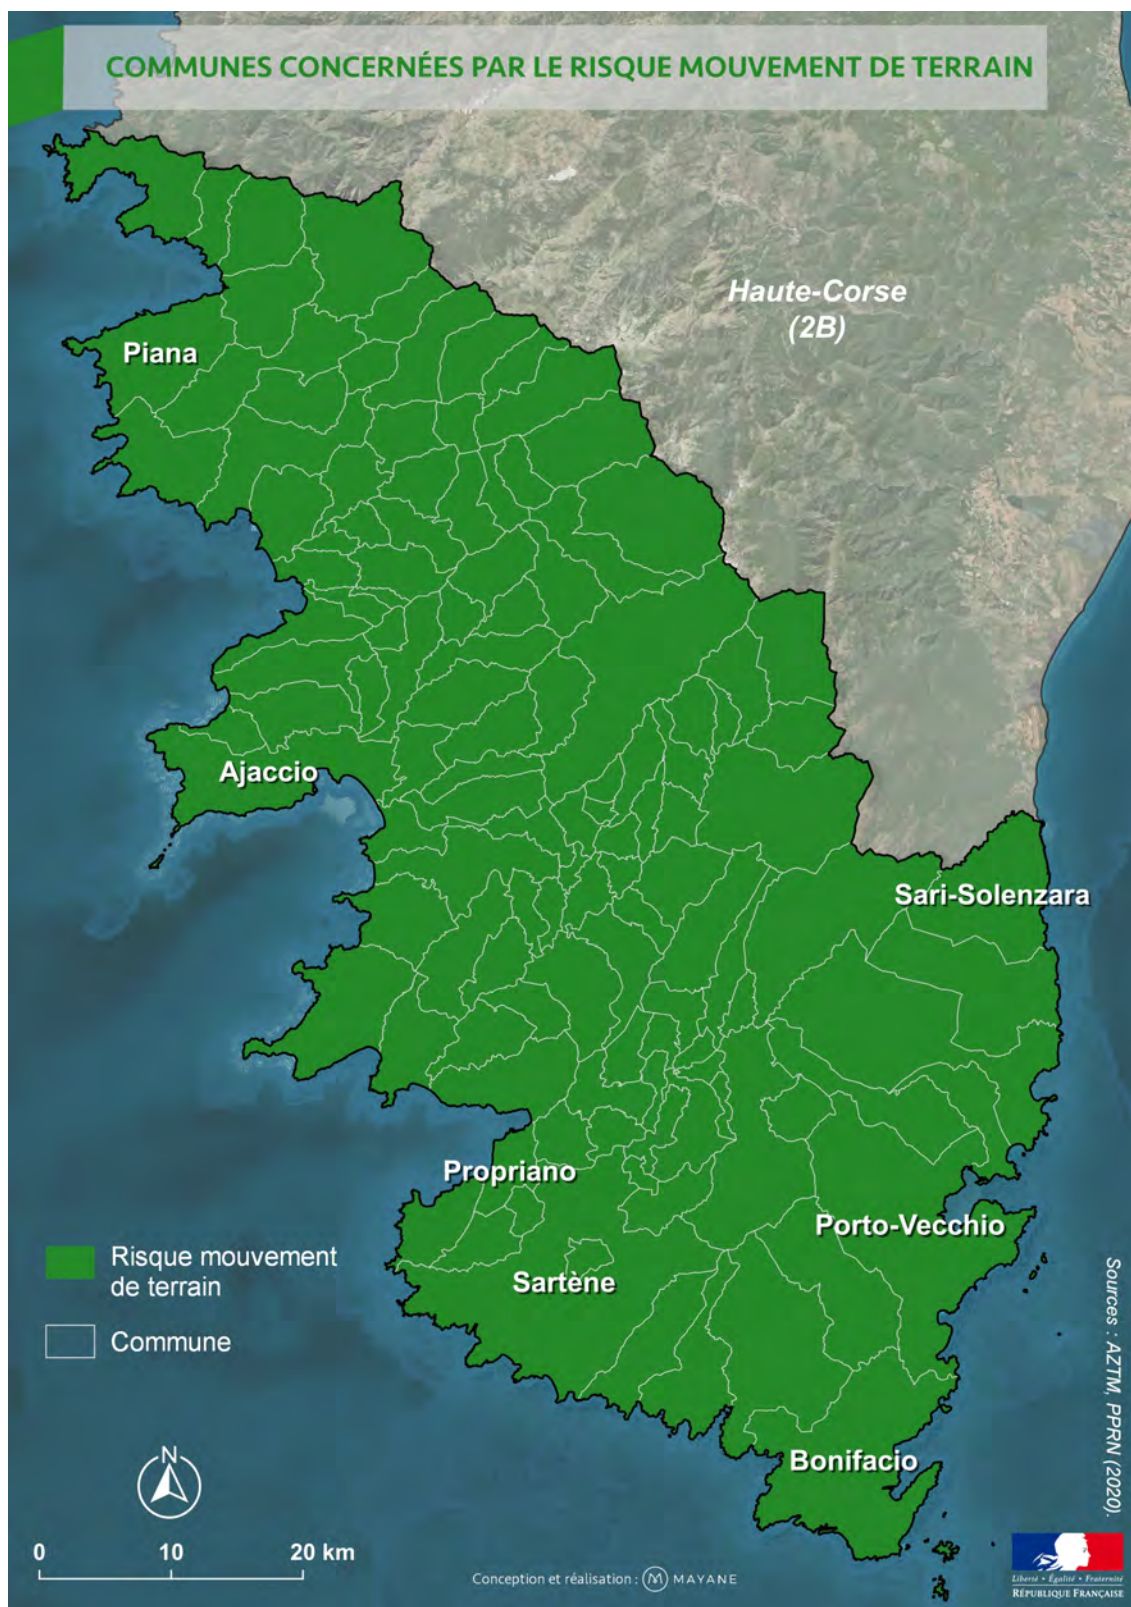 COMMUNES CONCERNÉES PAR LE RISQUE MOUVEMENT DE TERRAIN
Haute-Corse
(2B)
Piana
Ajaccio
Sari-Solenzara
Propriano
Porto-Vecchio
Sartène
Bonifacio
Risque mouvement
de terrain
Commune
N
0 10 20 km
Sources : AZTM, PPRN (2020).
Conception et réalisation : M MAYANE
Liberté • Égalité • Fraternité
RÉPUBLIQUE FRANÇAISE